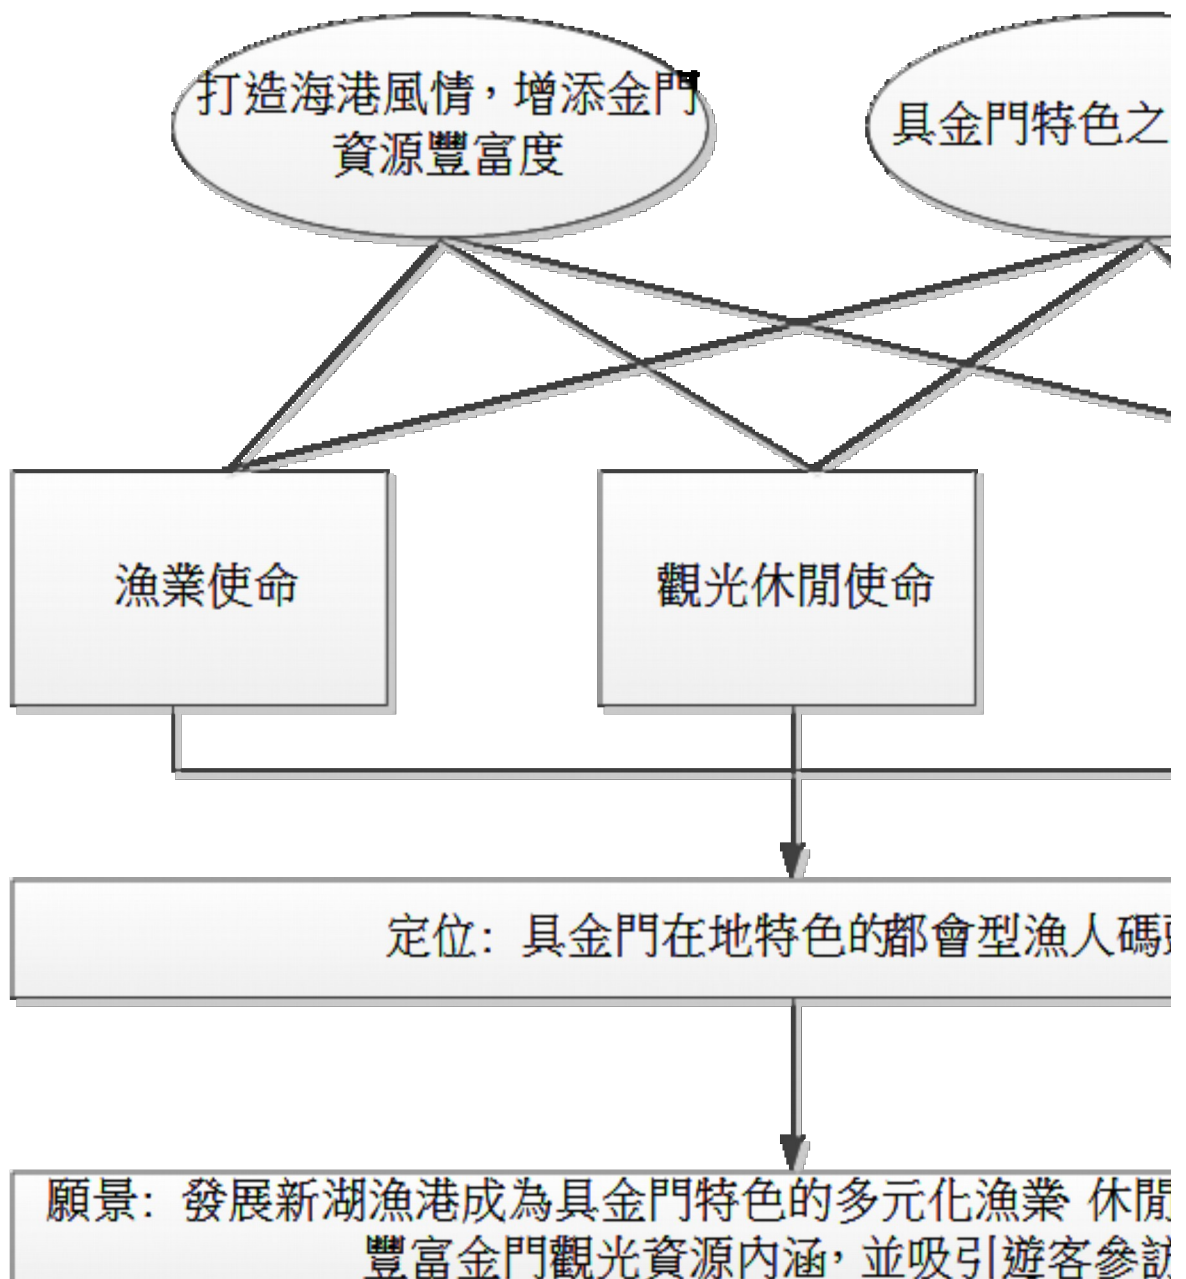 打造海港風情，增添金門
資源豐富度
具金門特色之
漁業使命
觀光休閒使命
定位：具金門在地特色的都會型漁人碼
願景：發展新湖漁港成為具金門特色的多元化漁業 休閒
豐富金門觀光資源內涵，並吸引遊客參訪